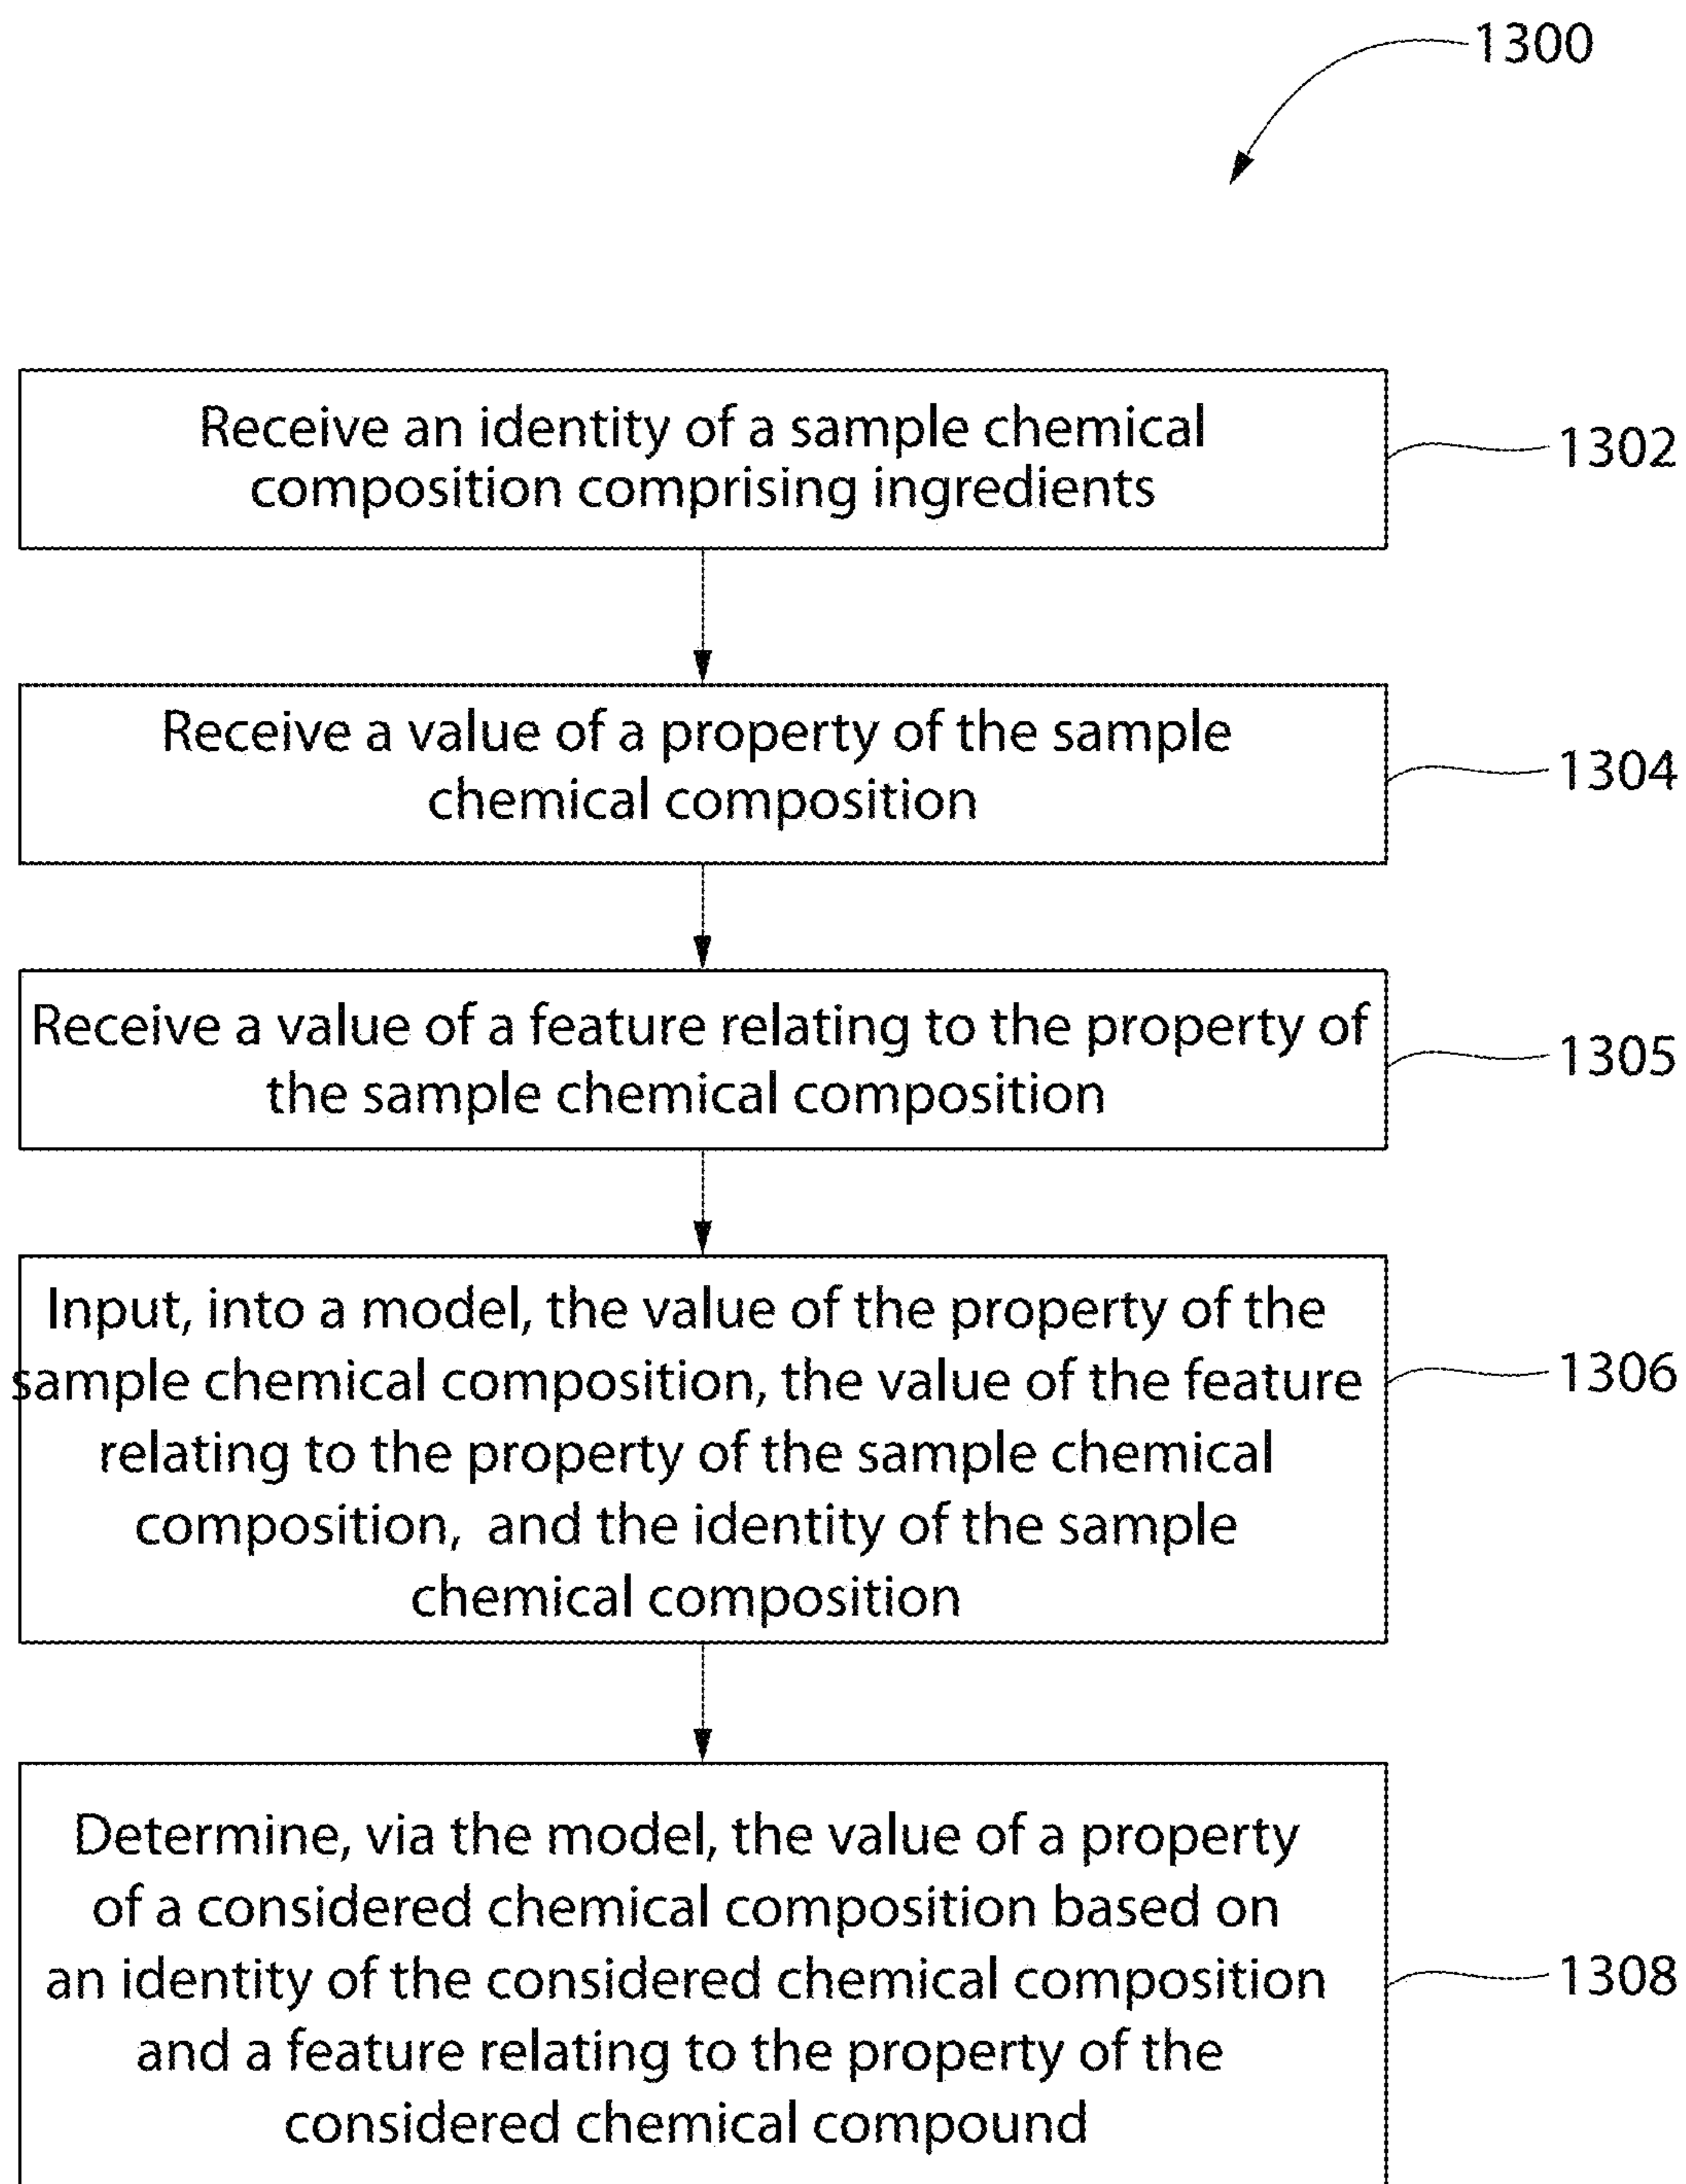 1300
Receive an identity of a sample chemical
composition comprising ingredients
1302
Receive a value of a property of the sample
chemical composition
1304
Receive a value of a feature relating to the property of
the sample chemical composition
1305
Input, into a model, the value of the property of the
sample chemical composition, the value of the feature
relating to the property of the sample chemical
composition, and the identity of the sample
chemical composition
1306
Determine, via the model, the value of a property
of a considered chemical composition based on
an identity of the considered chemical composition
and a feature relating to the property of the
considered chemical compound
1308